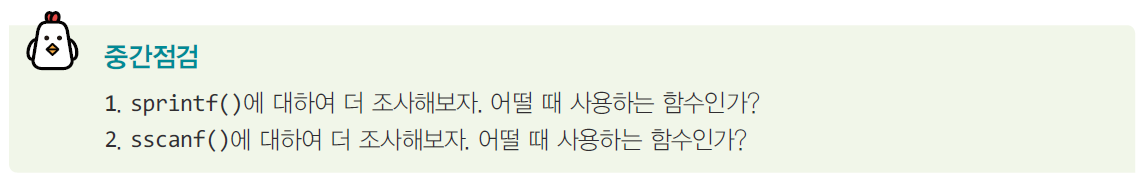 중간점검
1. sprintf()에 대하여 더 조사해보자. 어떨 때 사용하는 함수인가?
2. sscanf()에 대하여 더 조사해보자. 어떨 때 사용하는 함수인가?